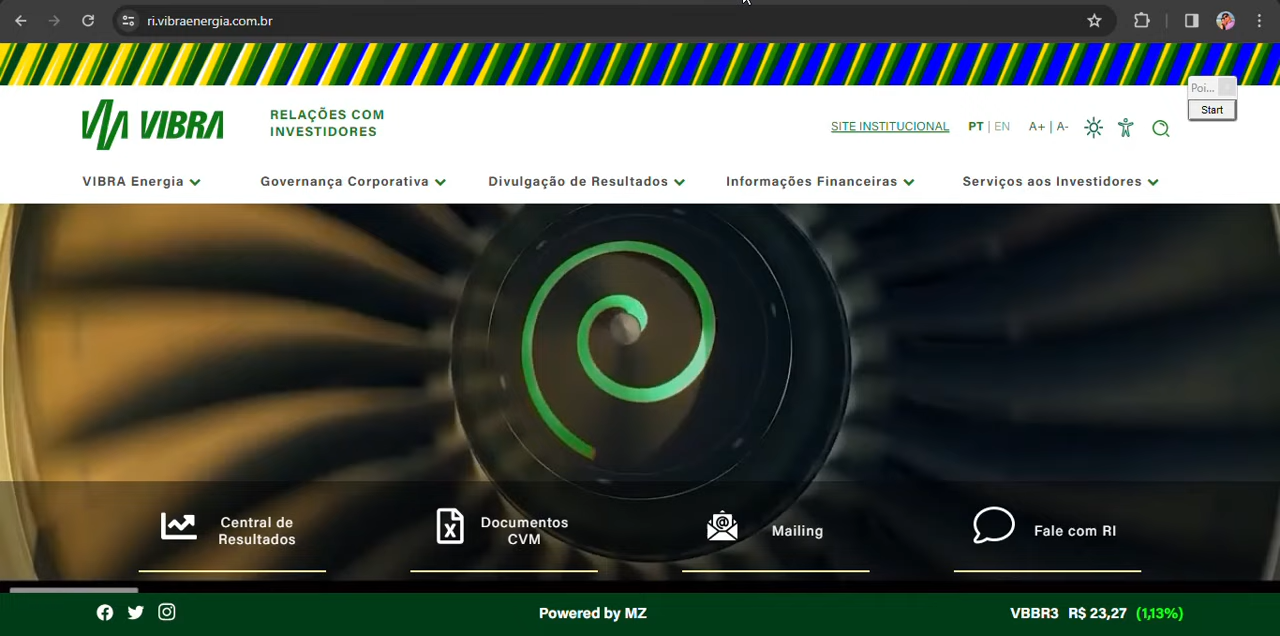 ri.vibraenergia.com.br
Poi...
Start
VIBRA
RELAÇÕES COM
INVESTIDORES
SITE INSTITUCIONAL
PT | EN
A+ | A-
VIBRA Energia
Governança Corporativa
Divulgação de Resultados
Informações Financeiras
Serviços aos Investidores
Central de
Resultados
Documentos
CVM
Mailing
Fale com RI
Powered by MZ
VBBR3 R$ 23,27 (1,13%)